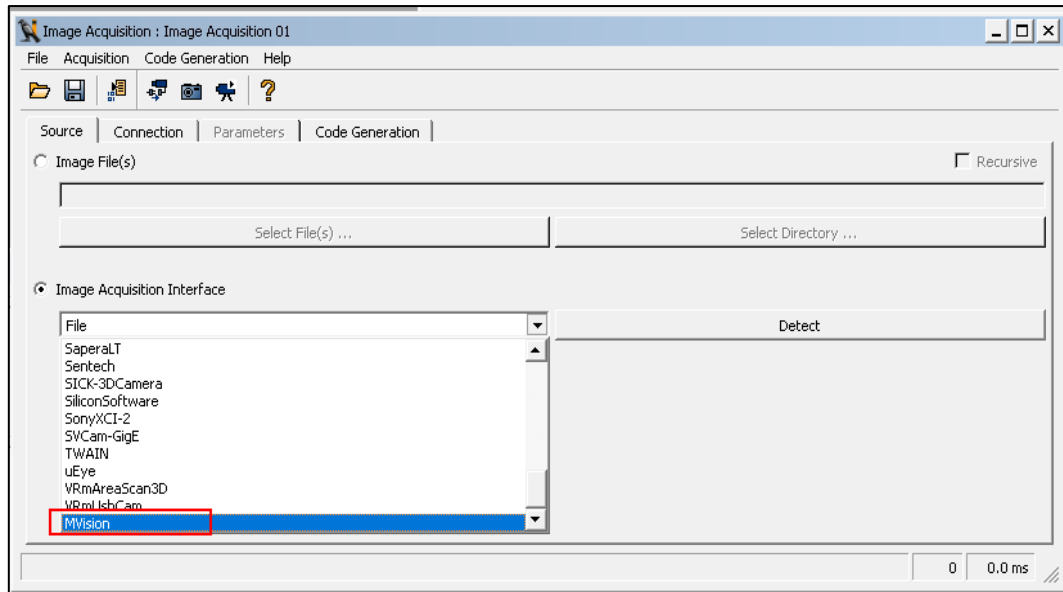 Image Acquisition : Image Acquisition 01
File Acquisition Code Generation Help
Source Connection Parameters Code Generation
Image File(s) Recursive
Select File(s) ... Select Directory ...
Image Acquisition Interface
File Detect
SaperaLT
Sentech
SICK-3DCamera
SiliconSoftware
SonyXCI-2
SVCam-GigE
TWAIN
uEye
VRmAreaScan3D
VRmUsbCam
MVision
0 0.0 ms